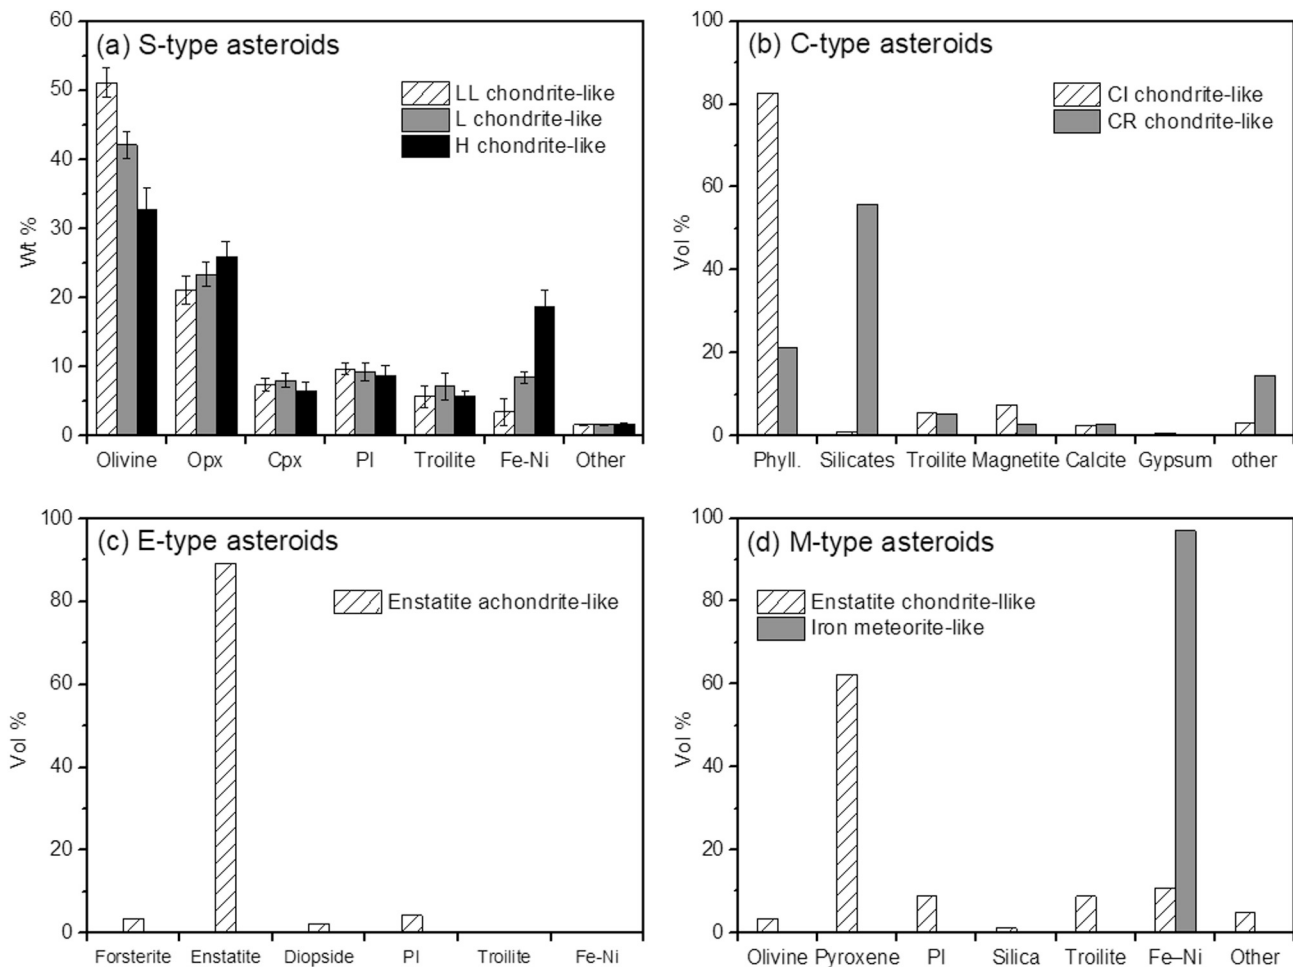 (a) S-type asteroids
LL chondrite-like
L chondrite-like
H chondrite-like
Wt %
60
50
40
30
20
10
0
Olivine Opx Cpx Pl Troilite Fe-Ni Other
(b) C-type asteroids
CI chondrite-like
CR chondrite-like
Vol %
100
80
60
40
20
0
Phyll. Silicates Troilite Magnetite Calcite Gypsum other
(c) E-type asteroids
Enstatite achondrite-like
Vol %
100
80
60
40
20
0
Forsterite Enstatite Diopside Pl Troilite Fe-Ni
(d) M-type asteroids
Enstatite chondrite-llike
Iron meteorite-like
Vol %
100
80
60
40
20
0
Olivine Pyroxene Pl Silica Troilite Fe–Ni Other